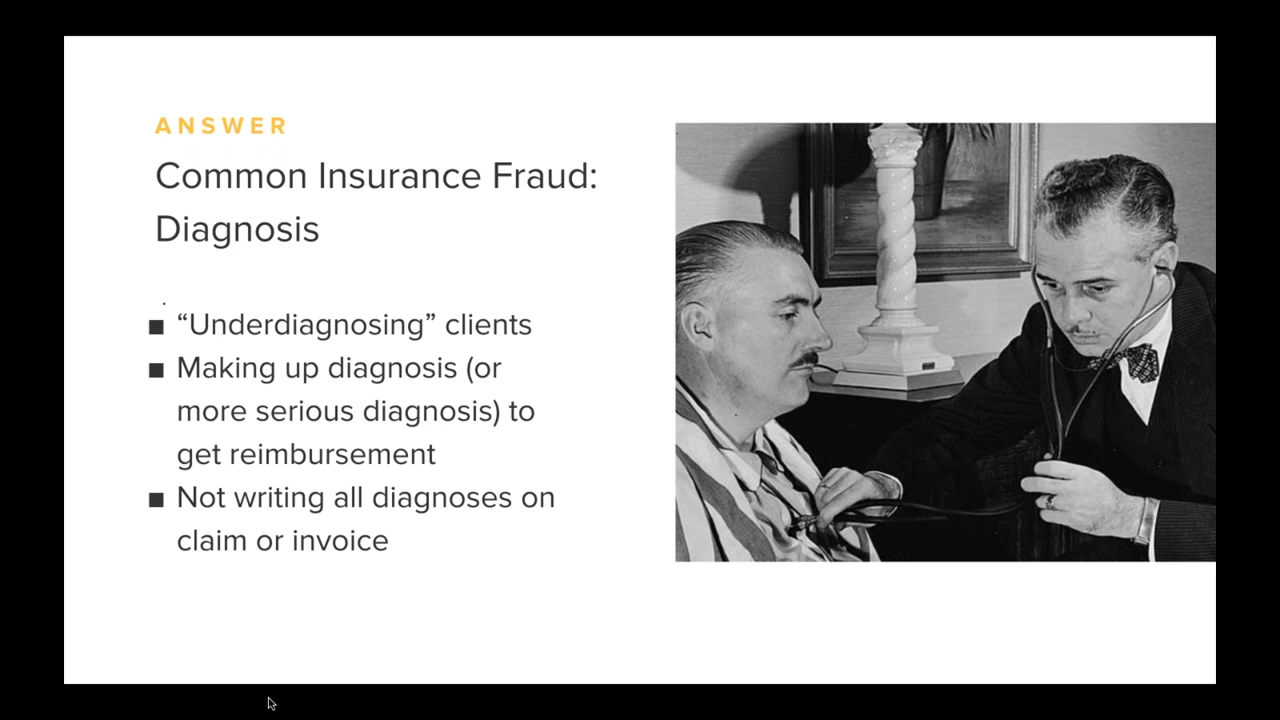 ANSWER
Common Insurance Fraud:
Diagnosis
■ “Underdiagnosing” clients
■ Making up diagnosis (or
more serious diagnosis) to
get reimbursement
■ Not writing all diagnoses on
claim or invoice